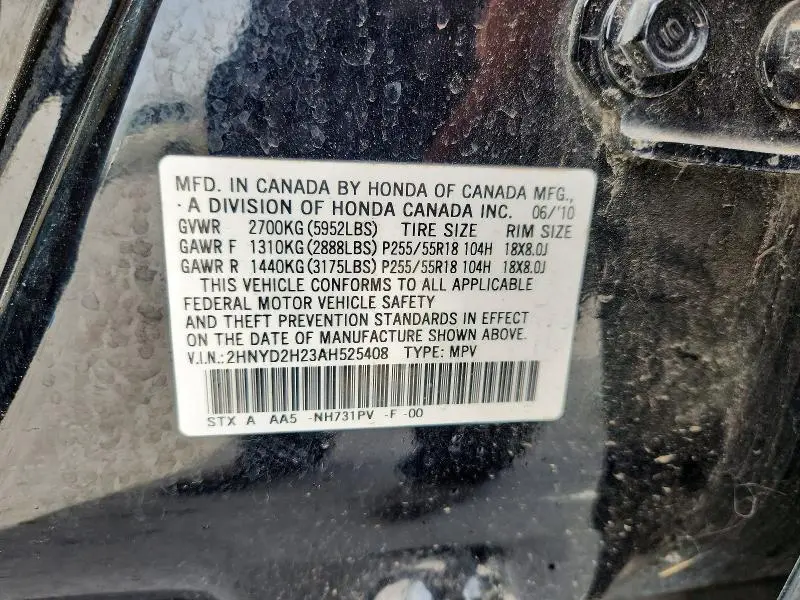 MFD. IN CANADA BY HONDA OF CANADA MFG.,
· A DIVISION OF HONDA CANADA INC. 06/'10
GVWR 2700KG(5952LBS) TIRE SIZE RIM SIZE
GAWR F 1310KG(2888LBS) P255/55R18 104H 18X8.0J
GAWR R 1440KG(3175LBS) P255/55R18 104H 18X8.0J
THIS VEHICLE CONFORMS TO ALL APPLICABLE
FEDERAL MOTOR VEHICLE SAFETY
AND THEFT PREVENTION STANDARDS IN EFFECT
ON THE DATE OF MANUFACTURE SHOWN ABOVE.
V.I.N.:2HNYD2H23AH525408 TYPE: MPV
STX A AA5 -NH731PV -F -00